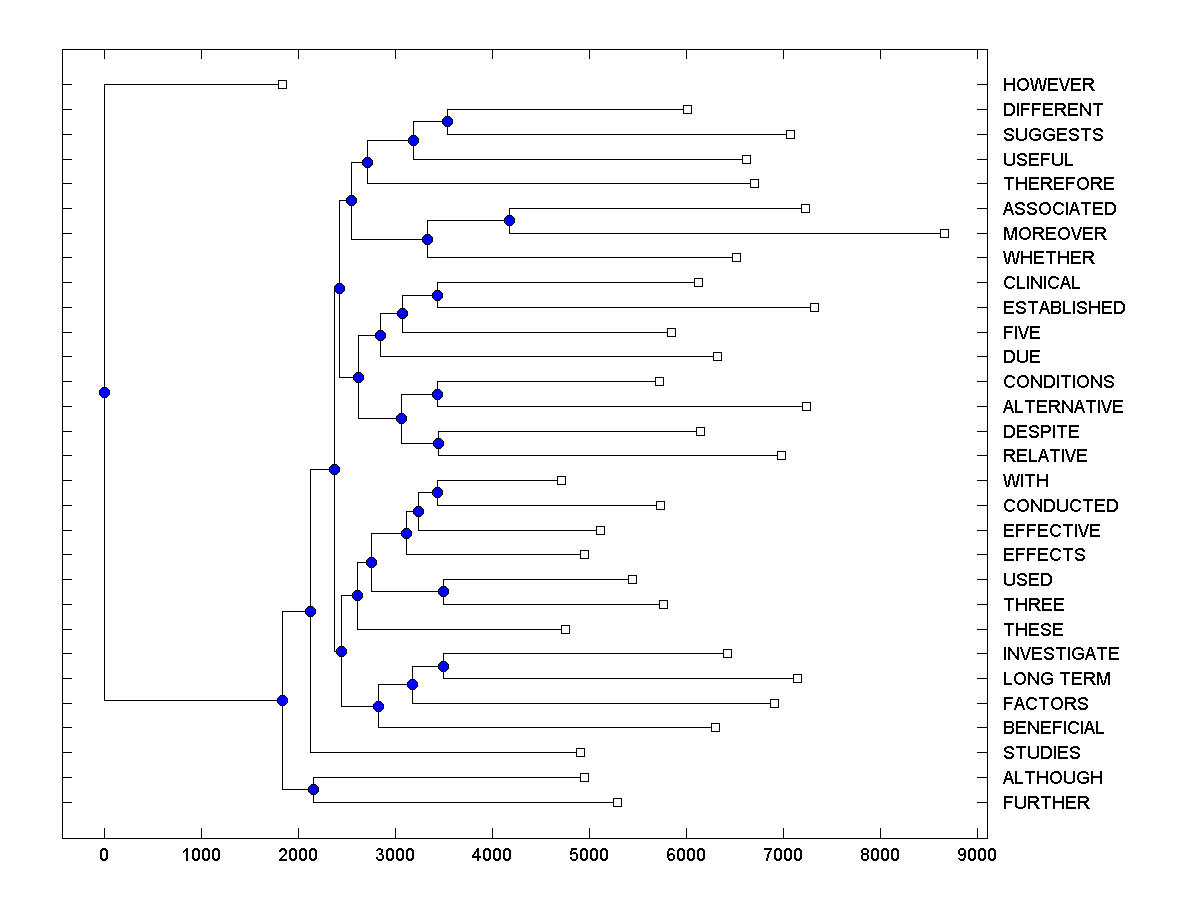 HOWEVER
DIFFERENT
SUGGESTS
USEFUL
THEREFORE
ASSOCIATED
MOREOVER
WHETHER
CLINICAL
ESTABLISHED
FIVE
DUE
CONDITIONS
ALTERNATIVE
DESPITE
RELATIVE
WITH
CONDUCTED
EFFECTIVE
EFFECTS
USED
THREE
THESE
INVESTIGATE
LONG TERM
FACTORS
BENEFICIAL
STUDIES
ALTHOUGH
FURTHER
0 1000 2000 3000 4000 5000 6000 7000 8000 9000